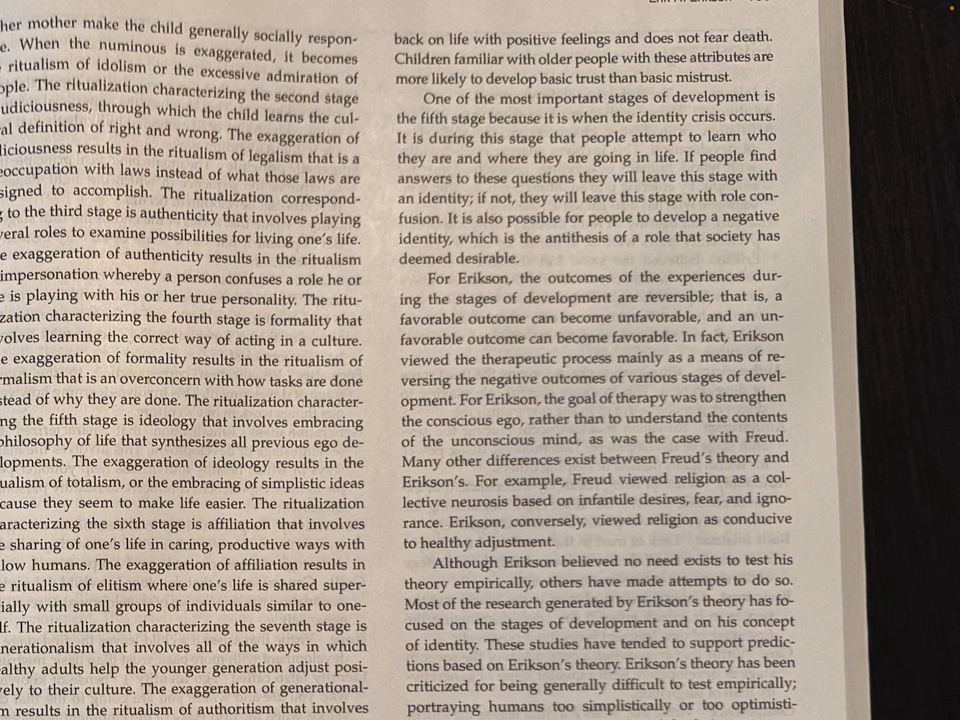 her mother make the child generally socially respon-
e. When the numinous is exaggerated, it becomes
ritualism of idolism or the excessive admiration of
ople. The ritualization characterizing the second stage
udiciousness, through which the child learns the cul-
al definition of right and wrong. The exaggeration of
diciousness results in the ritualism of legalism that is a
eoccupation with laws instead of what those laws are
signed to accomplish. The ritualization correspond-
g to the third stage is authenticity that involves playing
veral roles to examine possibilities for living one's life.
e exaggeration of authenticity results in the ritualism
impersonation whereby a person confuses a role he or
e is playing with his or her true personality. The ritu-
zation characterizing the fourth stage is formality that
volves learning the correct way of acting in a culture.
e exaggeration of formality results in the ritualism of
rmalism that is an overconcern with how tasks are done
stead of why they are done. The ritualization character-
ng the fifth stage is ideology that involves embracing
philosophy of life that synthesizes all previous ego de-
lopments. The exaggeration of ideology results in the
ualism of totalism, or the embracing of simplistic ideas
cause they seem to make life easier. The ritualization
aracterizing the sixth stage is affiliation that involves
e sharing of one's life in caring, productive ways with
low humans. The exaggeration of affiliation results in
e ritualism of elitism where one's life is shared super-
ially with small groups of individuals similar to one-
lf. The ritualization characterizing the seventh stage is
nerationalism that involves all of the ways in which
althy adults help the younger generation adjust posi-
vely to their culture. The exaggeration of generational-
m results in the ritualism of authoritism that involves
back on life with positive feelings and does not fear death.
Children familiar with older people with these attributes are
more likely to develop basic trust than basic mistrust.
One of the most important stages of development is
the fifth stage because it is when the identity crisis occurs.
It is during this stage that people attempt to learn who
they are and where they are going in life. If people find
answers to these questions they will leave this stage with
an identity; if not, they will leave this stage with role con-
fusion. It is also possible for people to develop a negative
identity, which is the antithesis of a role that society has
deemed desirable.
For Erikson, the outcomes of the experiences dur-
ing the stages of development are reversible; that is, a
favorable outcome can become unfavorable, and an un-
favorable outcome can become favorable. In fact, Erikson
viewed the therapeutic process mainly as a means of re-
versing the negative outcomes of various stages of devel-
opment. For Erikson, the goal of therapy was to strengthen
the conscious ego, rather than to understand the contents
of the unconscious mind, as was the case with Freud.
Many other differences exist between Freud's theory and
Erikson's. For example, Freud viewed religion as a col-
lective neurosis based on infantile desires, fear, and igno-
rance. Erikson, conversely, viewed religion as conducive
to healthy adjustment.
Although Erikson believed no need exists to test his
theory empirically, others have made attempts to do so.
Most of the research generated by Erikson's theory has fo-
cused on the stages of development and on his concept
of identity. These studies have tended to support predic-
tions based on Erikson's theory. Erikson's theory has been
criticized for being generally difficult to test empirically;
portraying humans too simplistically or too optimisti-